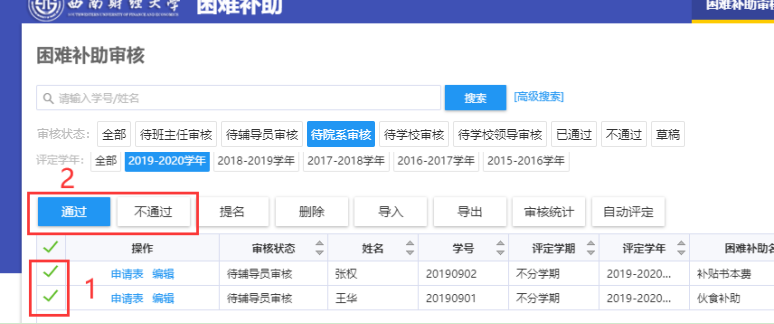 西南财经大学 困难补助 困难补助审核
困难补助审核
请输入学号/姓名 搜索 [高级搜索]
审核状态: 全部 待班主任审核 待辅导员审核 待院系审核 待学校审核 待学校领导审核 已通过 不通过 草稿
评定学年: 全部 2019-2020学年 2018-2019学年 2017-2018学年 2016-2017学年 2015-2016学年
2
通过 不通过 提名 删除 导入 导出 审核统计 自动评定
操作 审核状态 姓名 学号 评定学期 评定学年 困难补助名
申请表 编辑 待辅导员审核 张权 20190902 不分学期 2019-2020... 补贴书本费
1
申请表 编辑 待辅导员审核 王华 20190901 不分学期 2019-2020... 伙食补助